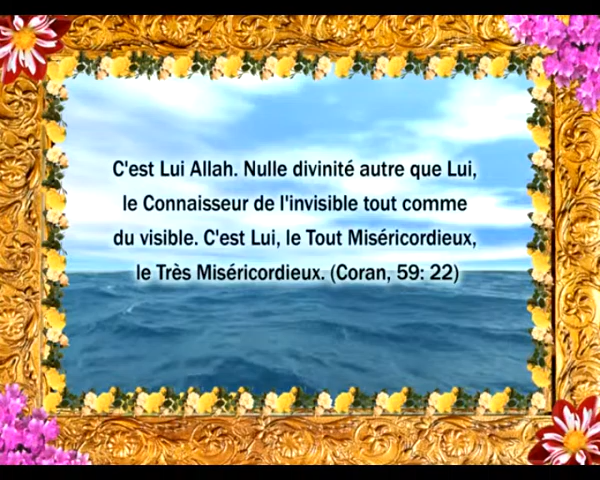 C'est Lui Allah. Nulle divinité autre que Lui,
le Connaisseur de l'invisible tout comme
du visible. C'est Lui, le Tout Miséricordieux,
le Très Miséricordieux. (Coran, 59: 22)